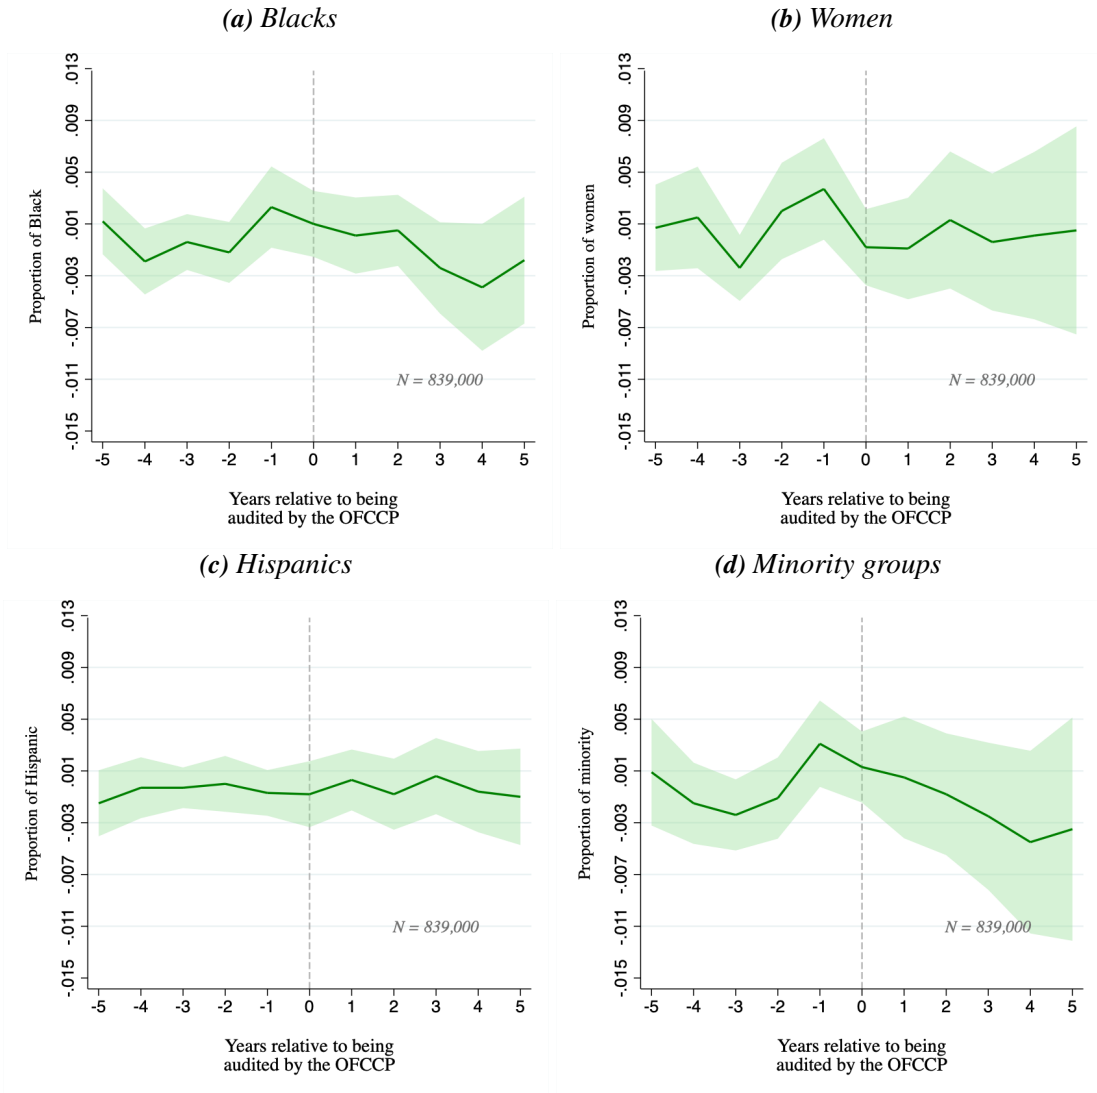 (a) Blacks
Proportion of Black
.013
.009
.005
.001
-.003
-.007
-.011
-.015
N = 839,000
-5 -4 -3 -2 -1 0 1 2 3 4 5
Years relative to being
audited by the OFCCP
(b) Women
Proportion of women
.013
.009
.005
.001
-.003
-.007
-.011
-.015
N = 839,000
-5 -4 -3 -2 -1 0 1 2 3 4 5
Years relative to being
audited by the OFCCP
(c) Hispanics
Proportion of Hispanic
.013
.009
.005
.001
-.003
-.007
-.011
-.015
N = 839,000
-5 -4 -3 -2 -1 0 1 2 3 4 5
Years relative to being
audited by the OFCCP
(d) Minority groups
Proportion of minority
.013
.009
.005
.001
-.003
-.007
-.011
-.015
N = 839,000
-5 -4 -3 -2 -1 0 1 2 3 4 5
Years relative to being
audited by the OFCCP